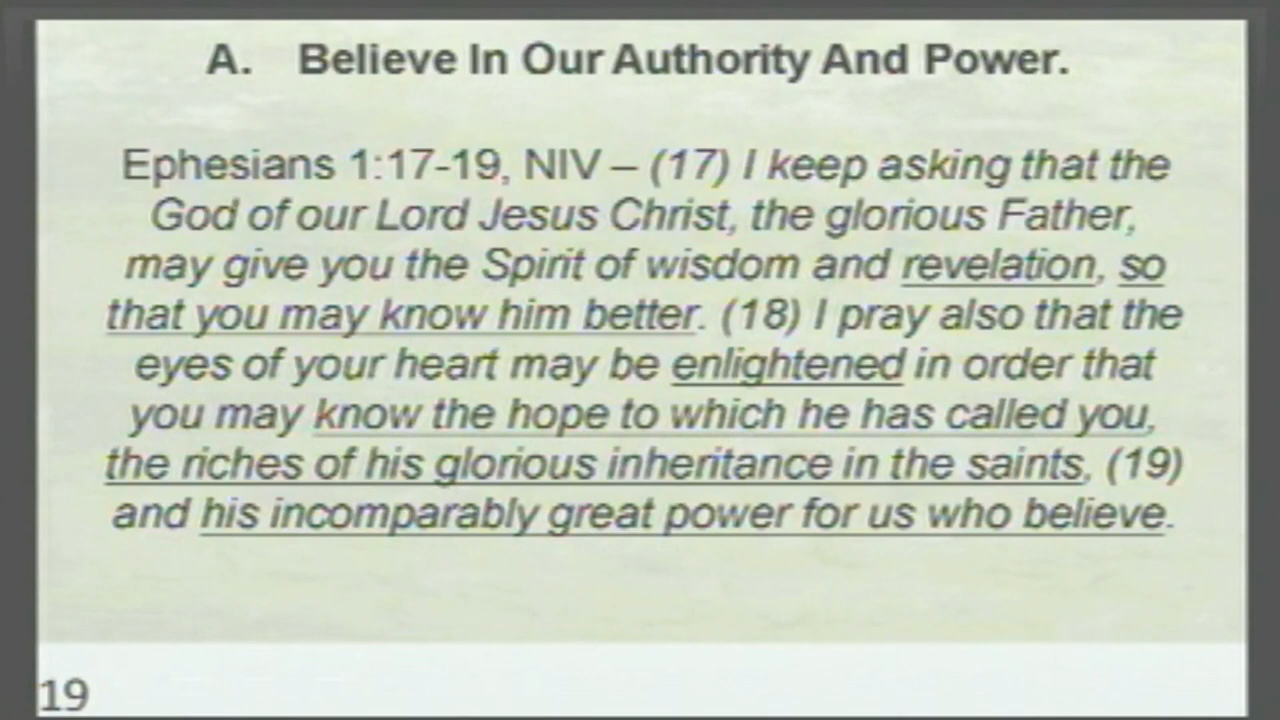 A. Believe In Our Authority And Power.
Ephesians 1:17-19, NIV – (17) I keep asking that the
God of our Lord Jesus Christ, the glorious Father,
may give you the Spirit of wisdom and revelation, so
that you may know him better. (18) I pray also that the
eyes of your heart may be enlightened in order that
you may know the hope to which he has called you,
the riches of his glorious inheritance in the saints, (19)
and his incomparably great power for us who believe.
19